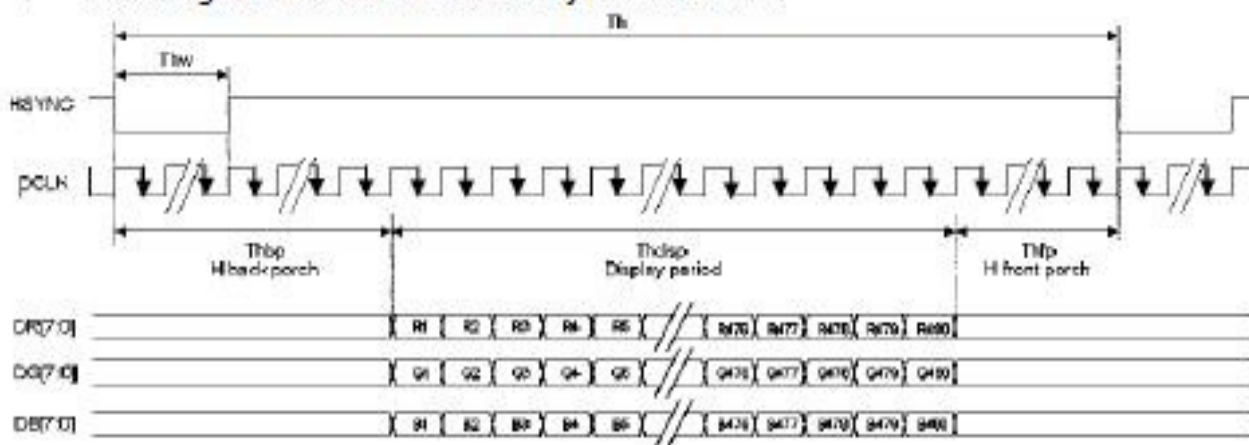 Th
Thw
HSYNC
DCLK
Thbp
H back porch
Thdisp
Display period
Thfp
H front porch
DR[7:0]
R1 R2 R3 R4 R5 R476 R477 R478 R479 R480
DG[7:0]
G1 G2 G3 G4 G5 G476 G477 G478 G479 G480
DB[7:0]
B1 B2 B3 B4 B5 B476 B477 B478 B479 B480